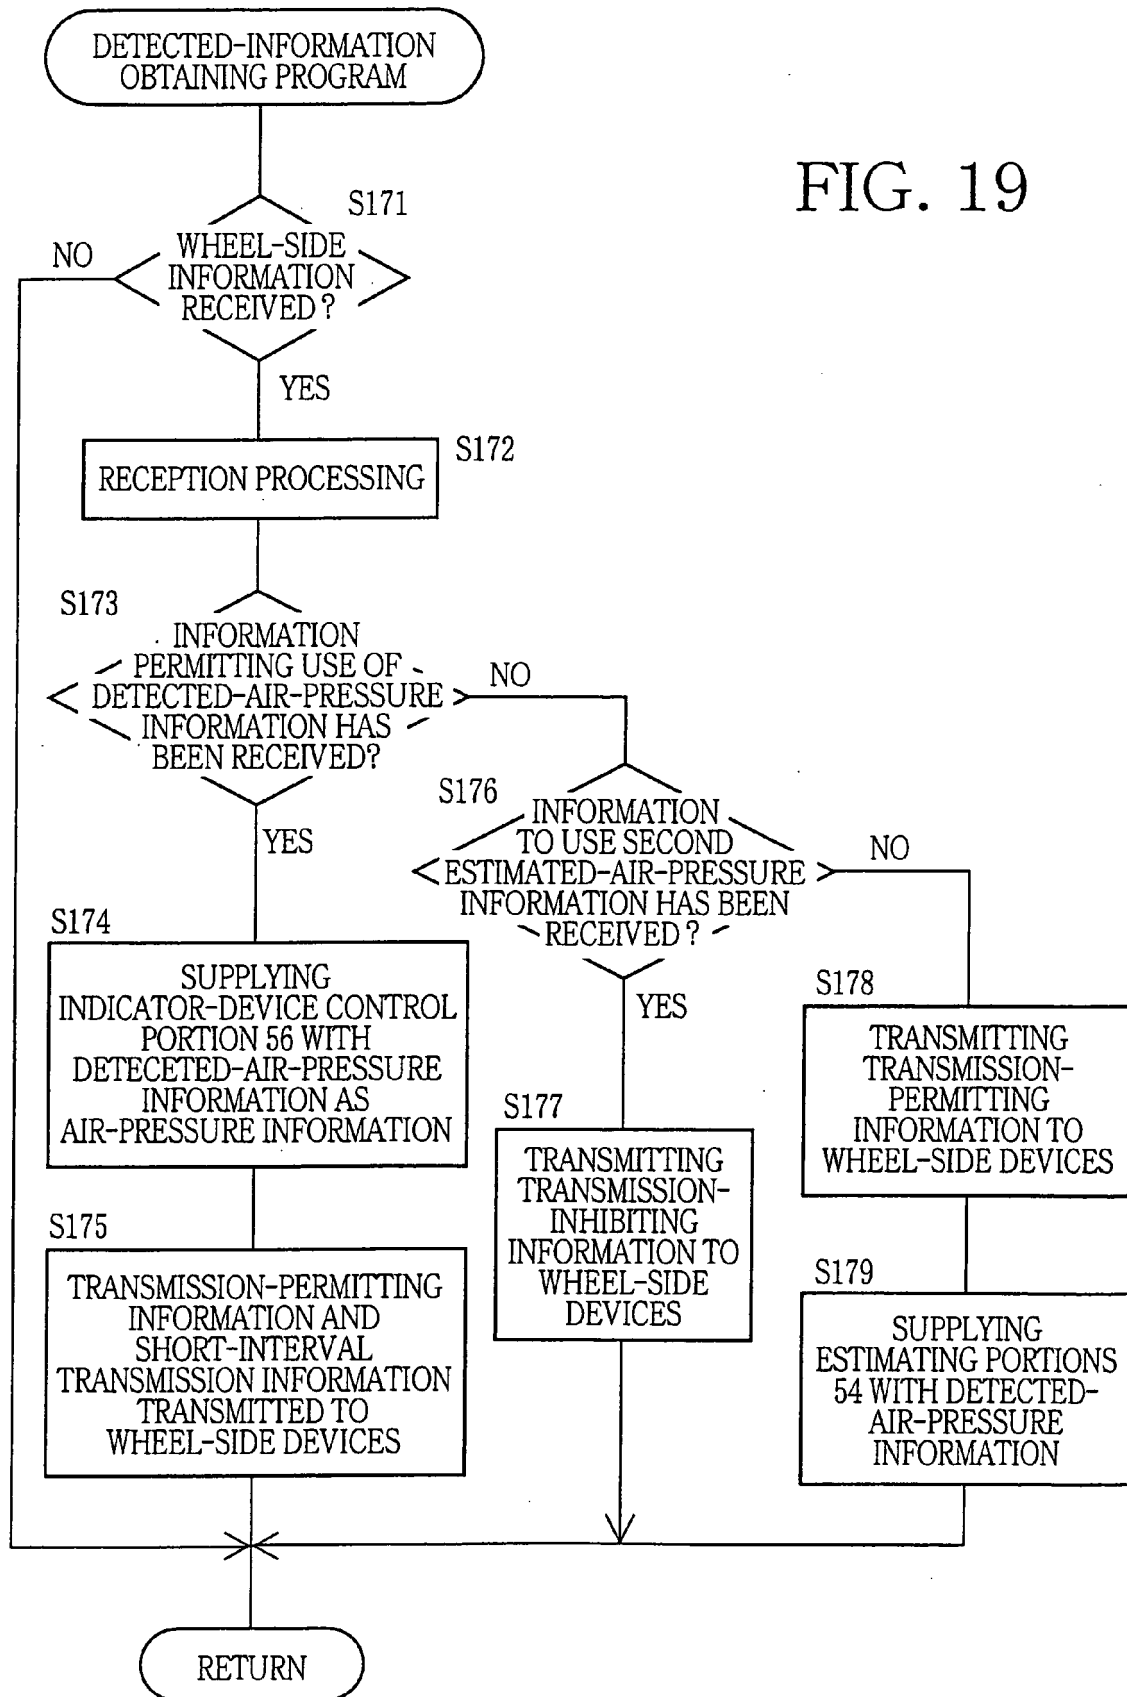 DETECTED-INFORMATION
OBTAINING PROGRAM
FIG. 19
S171
WHEEL-SIDE
INFORMATION
RECEIVED?
NO
YES
S172
RECEPTION PROCESSING
S173
INFORMATION
PERMITTING USE OF
DETECTED-AIR-PRESSURE
INFORMATION HAS
BEEN RECEIVED?
NO
YES
S176
INFORMATION
TO USE SECOND
ESTIMATED-AIR-PRESSURE
INFORMATION HAS BEEN
RECEIVED?
NO
YES
S174
SUPPLYING
INDICATOR-DEVICE CONTROL
PORTION 56 WITH
DETECETED-AIR-PRESSURE
INFORMATION AS
AIR-PRESSURE INFORMATION
S175
TRANSMISSION-PERMITTING
INFORMATION AND
SHORT-INTERVAL
TRANSMISSION INFORMATION
TRANSMITTED TO
WHEEL-SIDE DEVICES
S177
TRANSMITTING
TRANSMISSION-
INHIBITING
INFORMATION TO
WHEEL-SIDE
DEVICES
S178
TRANSMITTING
TRANSMISSION-
PERMITTING
INFORMATION TO
WHEEL-SIDE DEVICES
S179
SUPPLYING
ESTIMATING PORTIONS
54 WITH DETECTED-
AIR-PRESSURE
INFORMATION
RETURN